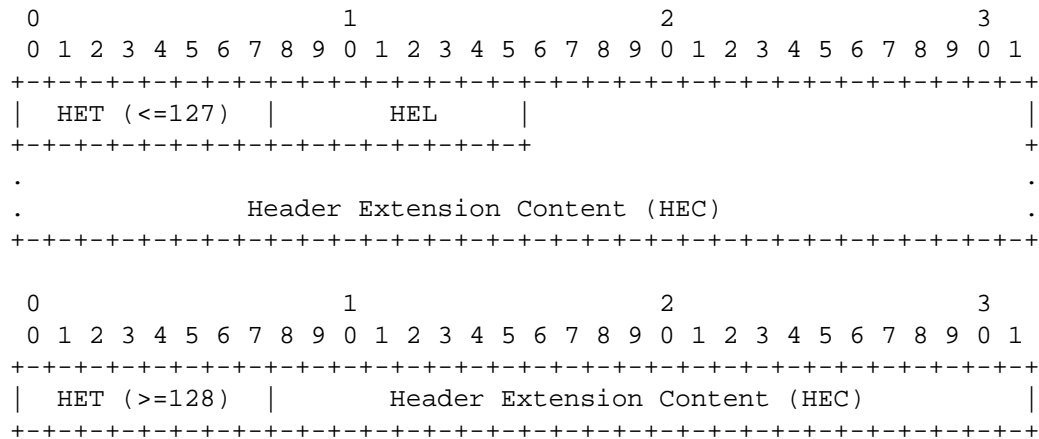 0                   1                   2                   3
 0 1 2 3 4 5 6 7 8 9 0 1 2 3 4 5 6 7 8 9 0 1 2 3 4 5 6 7 8 9 0 1
+-+-+-+-+-+-+-+-+-+-+-+-+-+-+-+-+-+-+-+-+-+-+-+-+-+-+-+-+-+-+-+-+
|  HET (<=127)  |       HEL     |                               |
+-+-+-+-+-+-+-+-+-+-+-+-+-+-+-+-+                               +
.                                                               .
.              Header Extension Content (HEC)                   .
+-+-+-+-+-+-+-+-+-+-+-+-+-+-+-+-+-+-+-+-+-+-+-+-+-+-+-+-+-+-+-+-+

 0                   1                   2                   3
 0 1 2 3 4 5 6 7 8 9 0 1 2 3 4 5 6 7 8 9 0 1 2 3 4 5 6 7 8 9 0 1
+-+-+-+-+-+-+-+-+-+-+-+-+-+-+-+-+-+-+-+-+-+-+-+-+-+-+-+-+-+-+-+-+
|  HET (>=128)  |       Header Extension Content (HEC)          |
+-+-+-+-+-+-+-+-+-+-+-+-+-+-+-+-+-+-+-+-+-+-+-+-+-+-+-+-+-+-+-+-+